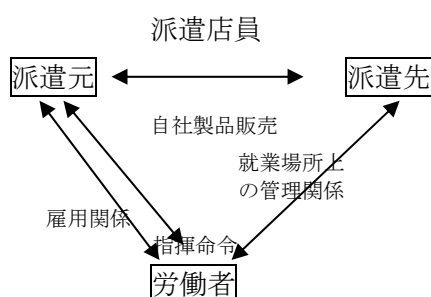 派遣店員
派遣元
派遣先
自社製品販売
就業場所上
の管理関係
雇用関係
指揮命令
労働者